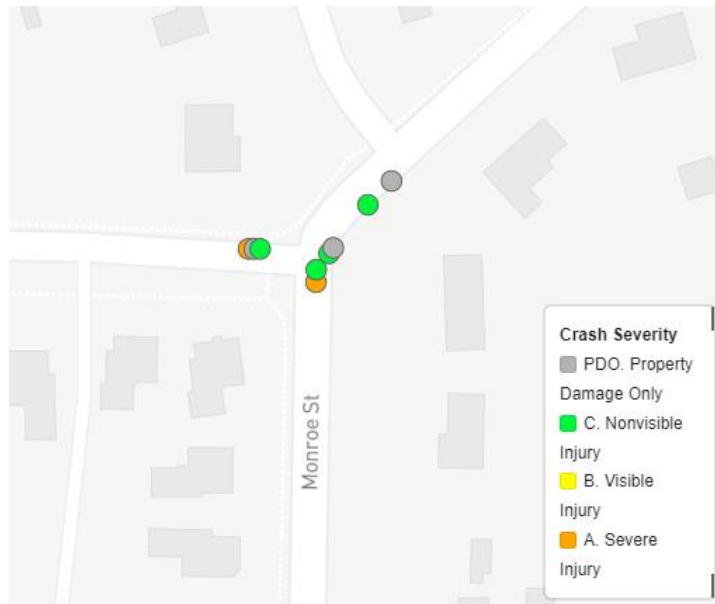 Monroe St
Crash Severity
PDO. Property
Damage Only
C. Nonvisible
Injury
B. Visible
Injury
A. Severe
Injury